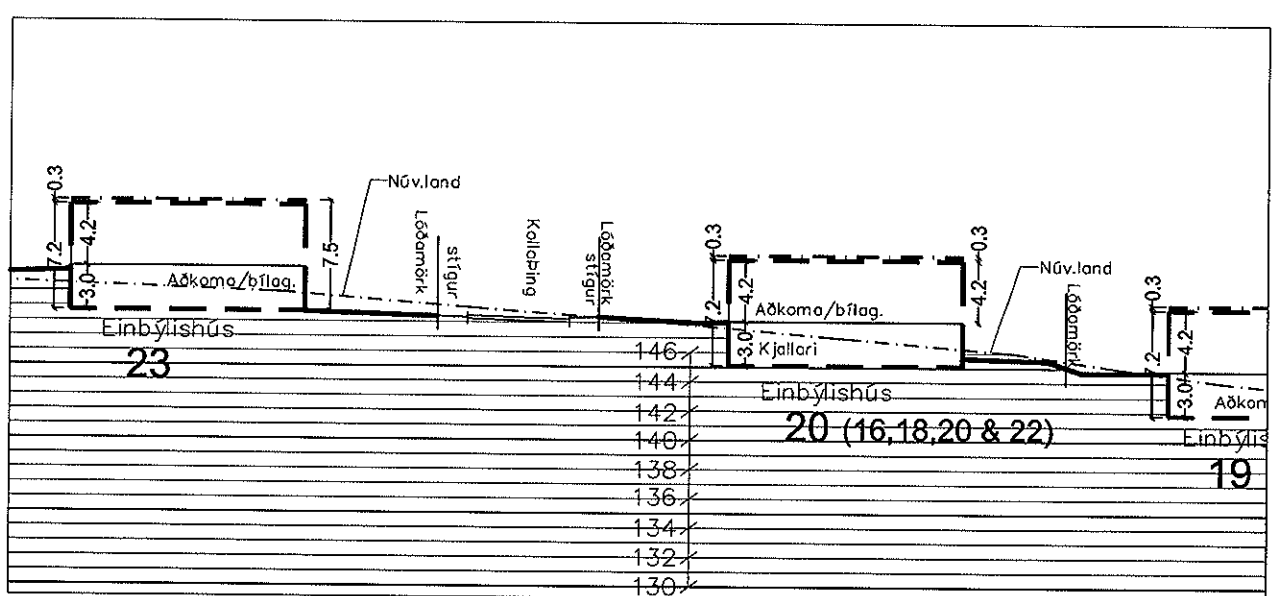 0.3
4.2
7.2
3.0
Aðkoma/bílag.
Einbýlishús
23
7.5
Núv.land
Lóðamörk
stígur
Kollaþing
Lóðamörk
stígur
0.3
4.2
7.2
3.0
Aðkoma/bílag.
Kjallari
Einbýlishús
20 (16,18,20 & 22)
0.3
4.2
Núv.land
Lóðamörk
0.3
4.2
7.2
3.0
Aðkom
Einbýlis
19
146
144
142
140
138
136
134
132
130